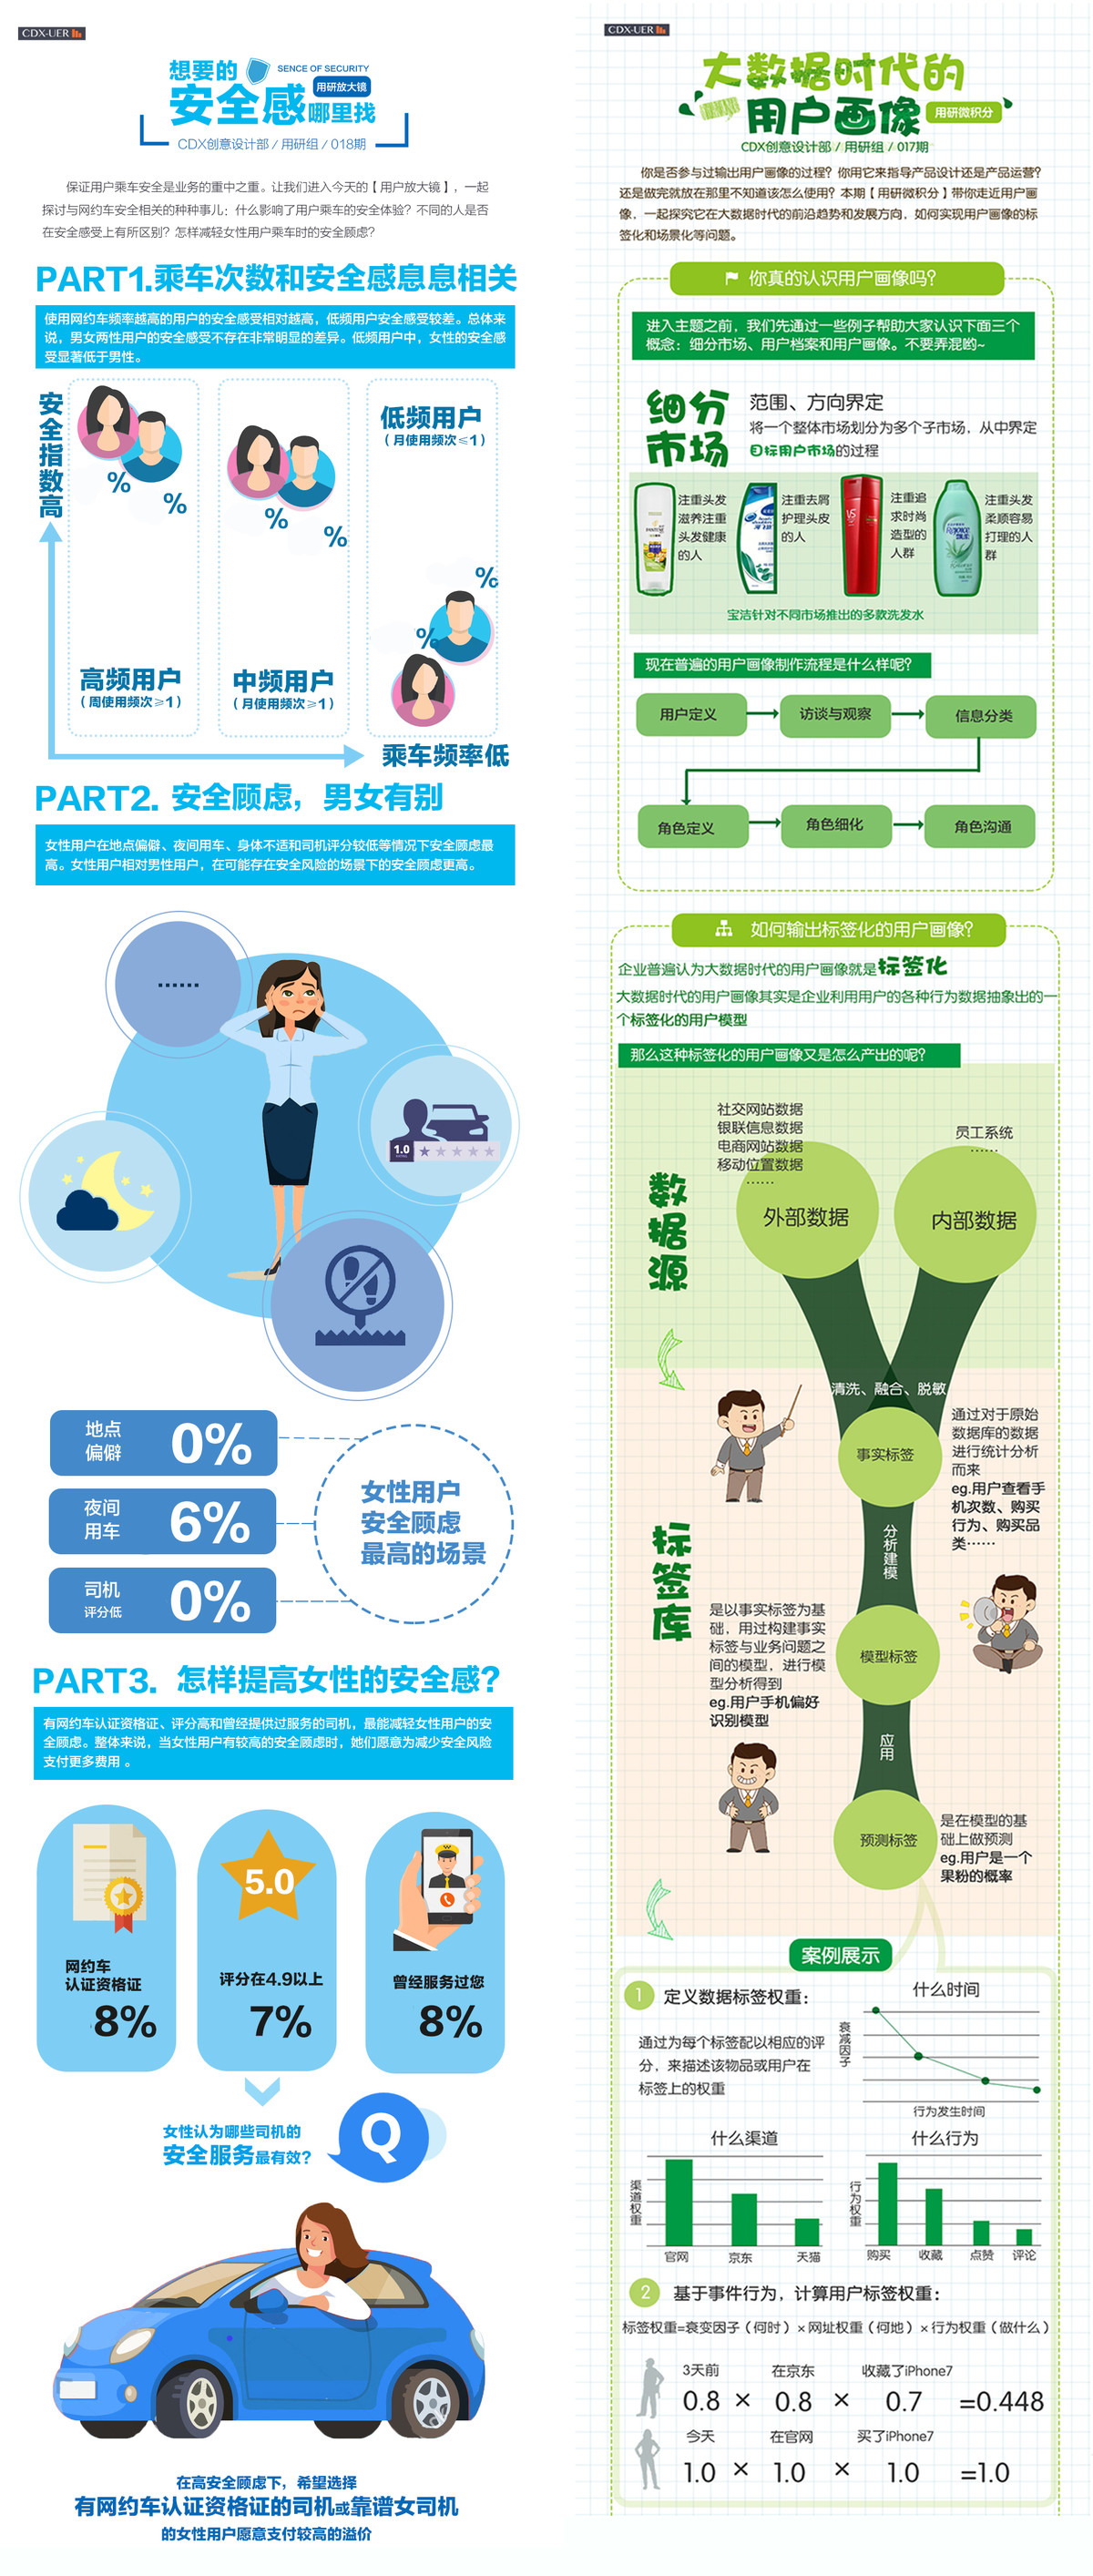 CDX-UER
想要的
SENCE OF SECURITY
用研放大镜
安全感哪里找
CDX创意设计部 / 用研组 / 018期
保证用户乘车安全是业务的重中之重。让我们进入今天的【用户放大镜】，一起
探讨与网约车安全相关的种种事儿：什么影响了用户乘车的安全体验？不同的人是否
在安全感受上有所区别？怎样减轻女性用户乘车时的安全顾虑？
PART1.乘车次数和安全感息息相关
使用网约车频率越高的用户的安全感受相对越高，低频用户安全感受较差。总体来
说，男女两性用户的安全感受不存在非常明显的差异。低频用户中，女性的安全感
受显著低于男性。
安全指数高
%
%
高频用户
（周使用频次≥1）
%
%
中频用户
（月使用频次≥1）
低频用户
（月使用频次≤1）
%
%
乘车频率低
PART2. 安全顾虑，男女有别
女性用户在地点偏僻、夜间用车、身体不适和司机评分较低等情况下安全顾虑最
高。女性用户相对男性用户，在可能存在安全风险的场景下的安全顾虑更高。
······
1.0
地点
偏僻
0%
夜间
用车
6%
司机
评分低
0%
女性用户
安全顾虑
最高的场景
PART3. 怎样提高女性的安全感？
有网约车认证资格证、评分高和曾经提供过服务的司机，最能减轻女性用户的安
全顾虑。整体来说，当女性用户有较高的安全顾虑时，她们愿意为减少安全风险
支付更多费用 。
网约车
认证资格证
8%
5.0
评分在4.9以上
7%
曾经服务过您
8%
女性认为哪些司机的
安全服务最有效？
Q
在高安全顾虑下，希望选择
有网约车认证资格证的司机或靠谱女司机
的女性用户愿意支付较高的溢价
CDX-UER
大数据时代的
用户画像
用研微积分
CDX创意设计部 / 用研组 / 017期
你是否参与过输出用户画像的过程？你用它来指导产品设计还是产品运营？
还是做完就放在那里不知道该怎么使用？本期【用研微积分】带你走近用户画
像，一起探究它在大数据时代的前沿趋势和发展方向，如何实现用户画像的标
签化和场景化等问题。
你真的认识用户画像吗？
进入主题之前，我们先通过一些例子帮助大家认识下面三个
概念：细分市场、用户档案和用户画像。不要弄混哟~
细分
市场
范围、方向界定
将一个整体市场划分为多个子市场，从中界定
目标用户市场的过程
注重头发
滋养注重
头发健康
的人
注重去屑
护理头皮
的人
VS
注重追
求时尚
造型的
人群
Rejoice
注重头发
柔顺容易
打理的人
群
宝洁针对不同市场推出的多款洗发水
现在普遍的用户画像制作流程是什么样呢？
用户定义
访谈与观察
信息分类
角色定义
角色细化
角色沟通
如何输出标签化的用户画像？
企业普遍认为大数据时代的用户画像就是标签化
大数据时代的用户画像其实是企业利用用户的各种行为数据抽象出的一
个标签化的用户模型
那么这种标签化的用户画像又是怎么产出的呢？
数据源
社交网站数据
银联信息数据
电商网站数据
移动位置数据
······
外部数据
员工系统
······
内部数据
清洗、融合、脱敏
标签库
事实标签
通过对于原始
数据库的数据
进行统计分析
而来
eg.用户查看手
机次数、购买
行为、购买品
类······
分析建模
是以事实标签为基
础，用过构建事实
标签与业务问题之
间的模型，进行模
型分析得到
eg.用户手机偏好
识别模型
模型标签
应用
预测标签
是在模型的基
础上做预测
eg.用户是一个
果粉的概率
案例展示
1 定义数据标签权重：
通过为每个标签配以相应的评
分，来描述该物品或用户在
标签上的权重
什么时间
衰减因子
行为发生时间
什么渠道
渠道权重
官网 京东 天猫
什么行为
行为权重
购买 收藏 点赞 评论
2 基于事件行为，计算用户标签权重：
标签权重=衰变因子（何时）×网址权重（何地）×行为权重（做什么）
3天前 在京东 收藏了iPhone7
0.8 × 0.8 × 0.7 =0.448
今天 在官网 买了iPhone7
1.0 × 1.0 × 1.0 =1.0